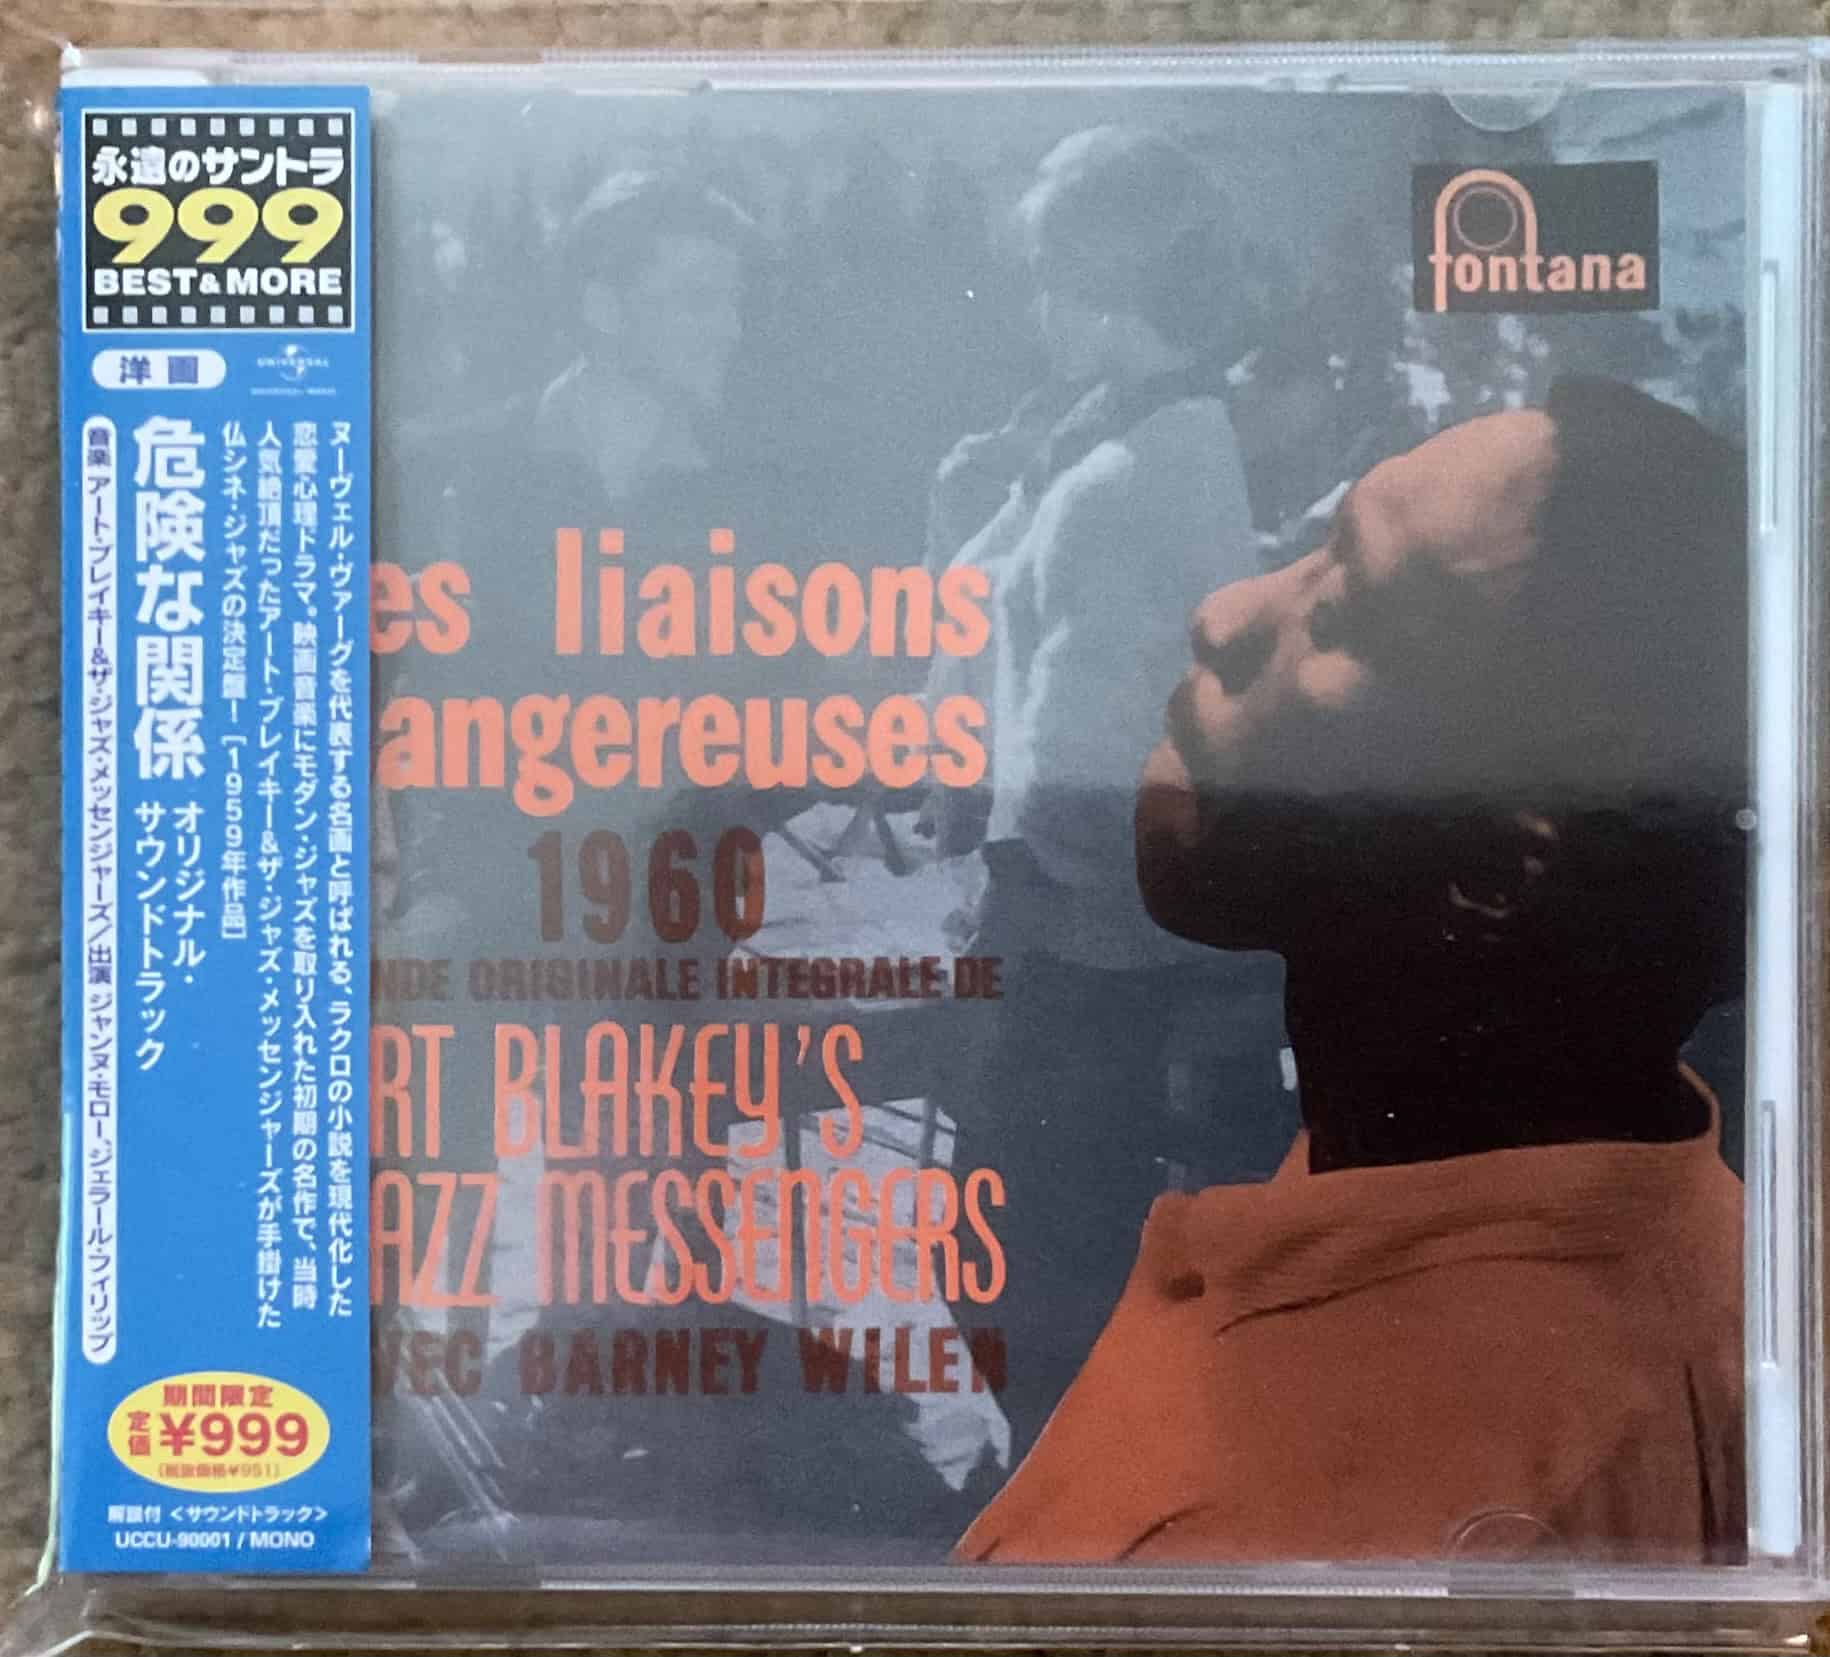 永遠のサントラ
999
BEST & MORE
洋画
UNIVERSAL
ヌーヴェル・ヴァーグを代表する名画と呼ばれる、ラクロの小説を現代化した
恋愛心理ドラマ。映画音楽にモダン・ジャズを取り入れた初期の名作で、当時
人気絶頂だったアート・ブレイキー&ザ・ジャズ・メッセンジャーズが手掛けた
仏シネ・ジャズの決定盤! [1959年作品]
危険な関係 オリジナル・
サウンドトラック
音楽 アート・ブレイキー&ザ・ジャズ・メッセンジャーズ/出演 ジャンヌ・モロー、ジェラール・フィリップ
期間限定
定価 ¥999
(税抜価格¥951)
解説付 <サウンドトラック>
UCCU-90001 / MONO
fontana
es liaisons
angereuses
1960
NDE ORIGINALE INTEGRALE DE
RT BLAKEY'S
AZZ MESSENGERS
VEC BARNEY WILEN